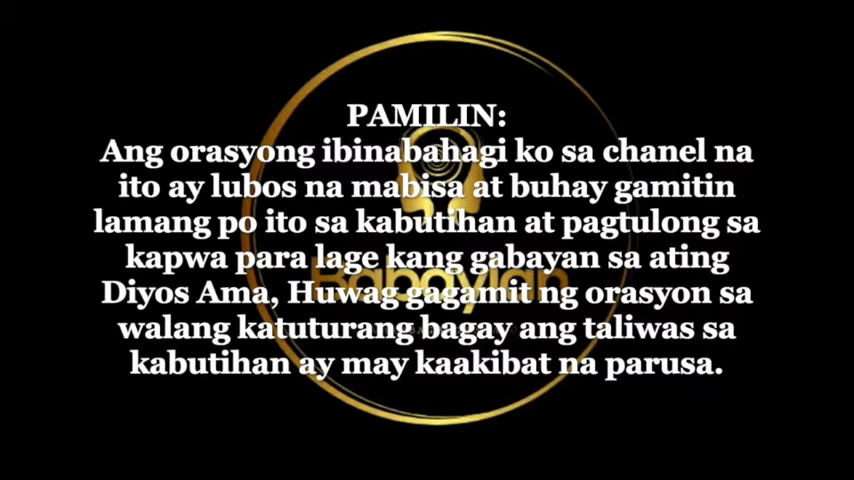 PAMILIN:
Ang orasyong ibinabahagi ko sa chanel na
ito ay lubos na mabisa at buhay gamitin
lamang po ito sa kabutihan at pagtulong sa
kapwa para lage kang gabayan sa ating
Diyos Ama, Huwag gagamit ng orasyon sa
walang katuturang bagay ang taliwas sa
kabutihan ay may kaakibat na parusa.
Babaylan